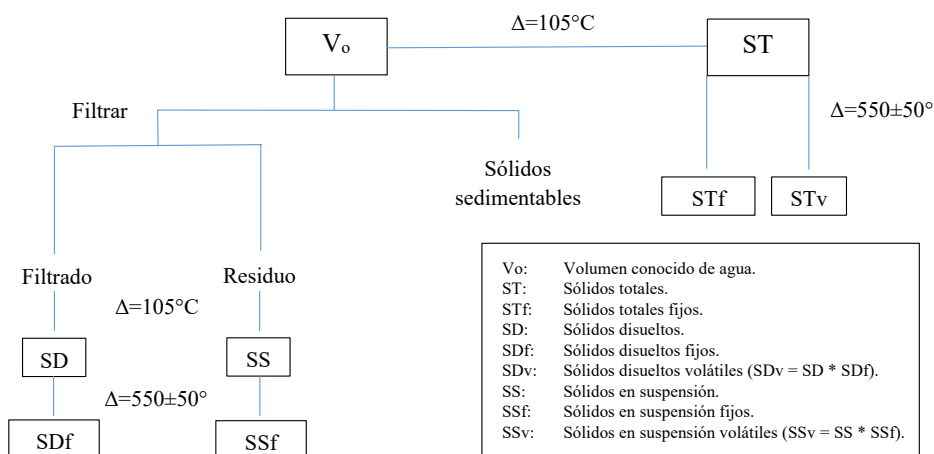 Δ=105°C
Vₒ
ST
Filtrar
Δ=550±50°
Sólidos
sedimentables
STf
STv
Filtrado
Residuo
Δ=105°C
SD
SS
Δ=550±50°
SDf
SSf
Vo: Volumen conocido de agua.
ST: Sólidos totales.
STf: Sólidos totales fijos.
SD: Sólidos disueltos.
SDf: Sólidos disueltos fijos.
SDv: Sólidos disueltos volátiles (SDv = SD * SDf).
SS: Sólidos en suspensión.
SSf: Sólidos en suspensión fijos.
SSv: Sólidos en suspensión volátiles (SSv = SS * SSf).